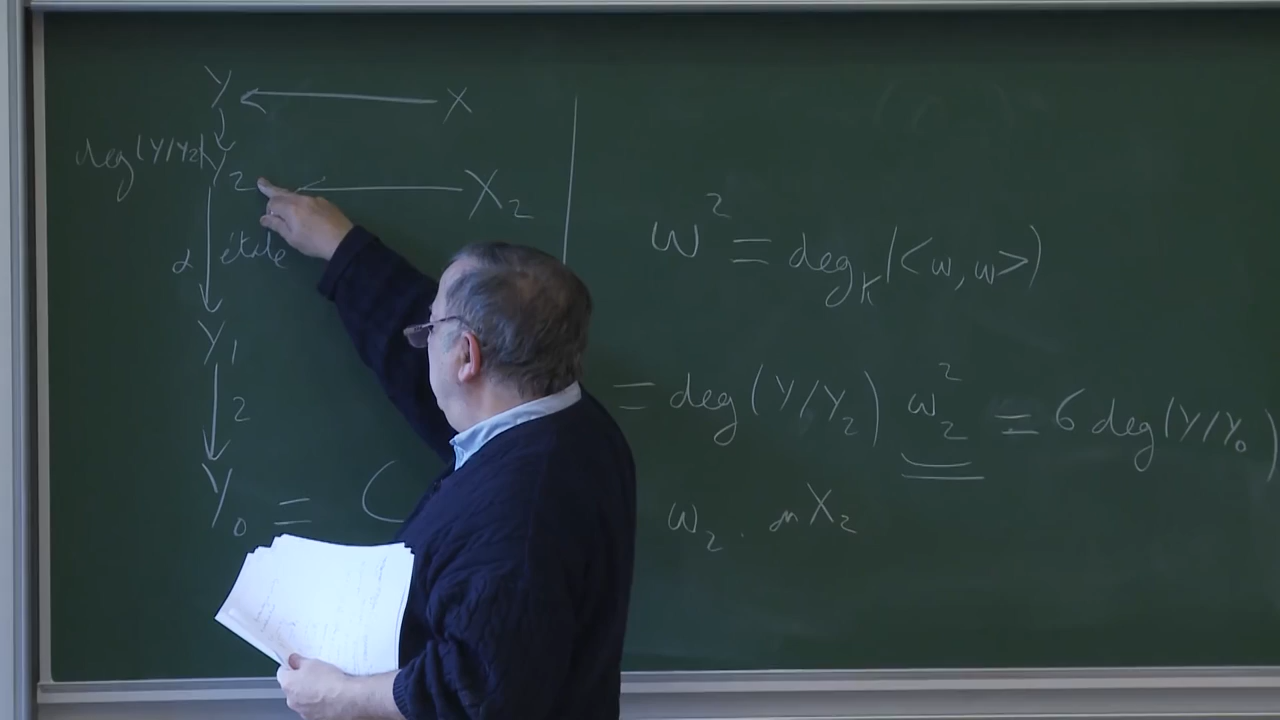 Y ← X
↓
deg(Y/Y₂) Y₂ ← X₂
α ↓ étale
Y₁
↓ 2
Y₀ = C
ω² = deg_K(<ω,ω>)
= deg(Y/Y₂) ω₂² = 6 deg(Y/Y₀)
ω₂ . X₂